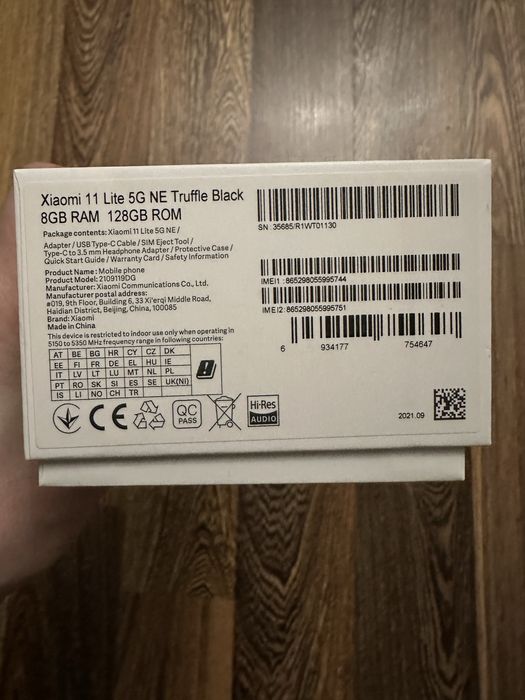 Xiaomi 11 Lite 5G NE Truffle Black
8GB RAM 128GB ROM
Package contents: Xiaomi 11 Lite 5G NE /
Adapter / USB Type-C Cable / SIM Eject Tool /
Type-C to 3.5 mm Headphone Adapter / Protective Case /
Quick Start Guide / Warranty Card / Safety Information
Product Name: Mobile phone
Product Model: 2109119DG
Manufacturer: Xiaomi Communications Co., Ltd.
Manufacturer postal address:
#019, 9th Floor, Building 6, 33 Xi'erqi Middle Road,
Haidian District, Beijing, China, 100085
Brand: Xiaomi
Made in China
This device is restricted to indoor use only when operating in
5150 to 5350 MHz frequency range in following countries:
AT BE BG HR CY CZ DK
EE FI FR DE EL HU IE
IT LV LT LU MT NL PL
PT RO SK SI ES SE UK(NI)
IS LI NO CH TR
CE
QC
PASS
Hi-Res
AUDIO
SN: 35685/R1WT01130
IMEI1 : 865298055995744
IMEI2 : 865298055995751
6 934177 754647
2021.09